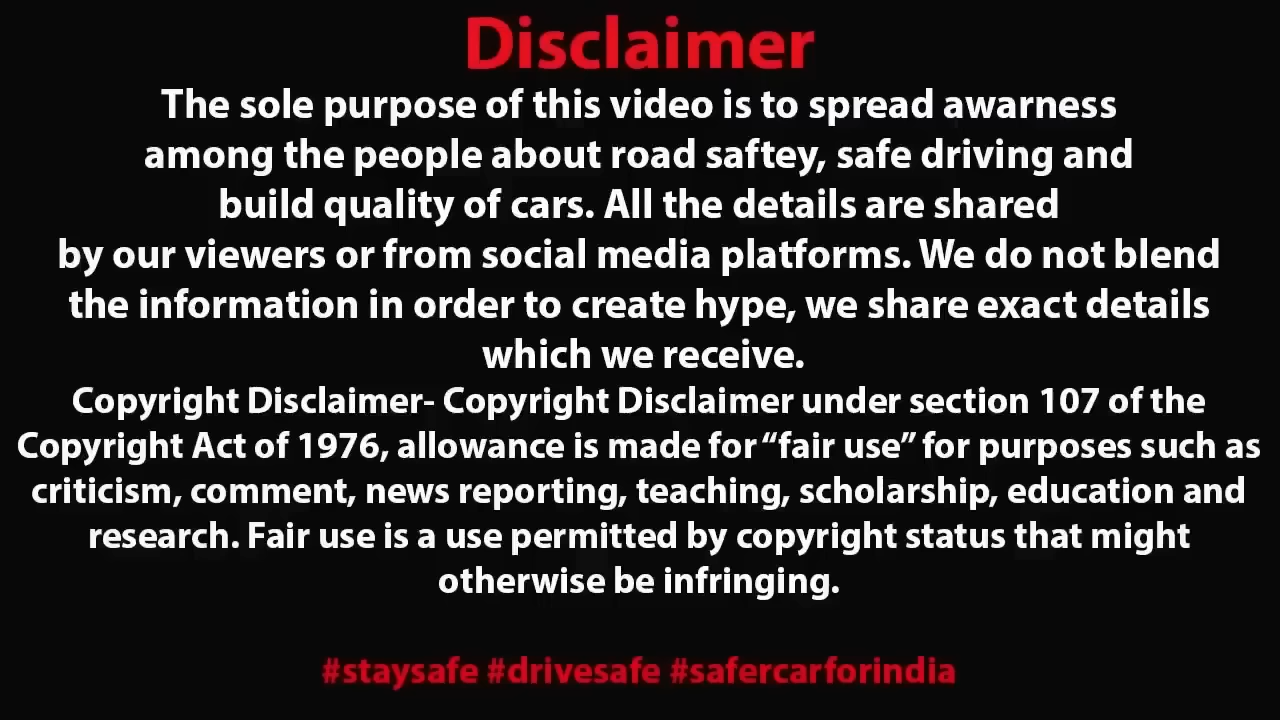 Disclaimer
The sole purpose of this video is to spread awarness
among the people about road saftey, safe driving and
build quality of cars. All the details are shared
by our viewers or from social media platforms. We do not blend
the information in order to create hype, we share exact details
which we receive.
Copyright Disclaimer- Copyright Disclaimer under section 107 of the
Copyright Act of 1976, allowance is made for “fair use” for purposes such as
criticism, comment, news reporting, teaching, scholarship, education and
research. Fair use is a use permitted by copyright status that might
otherwise be infringing.
#staysafe #drivesafe #safercarforindia